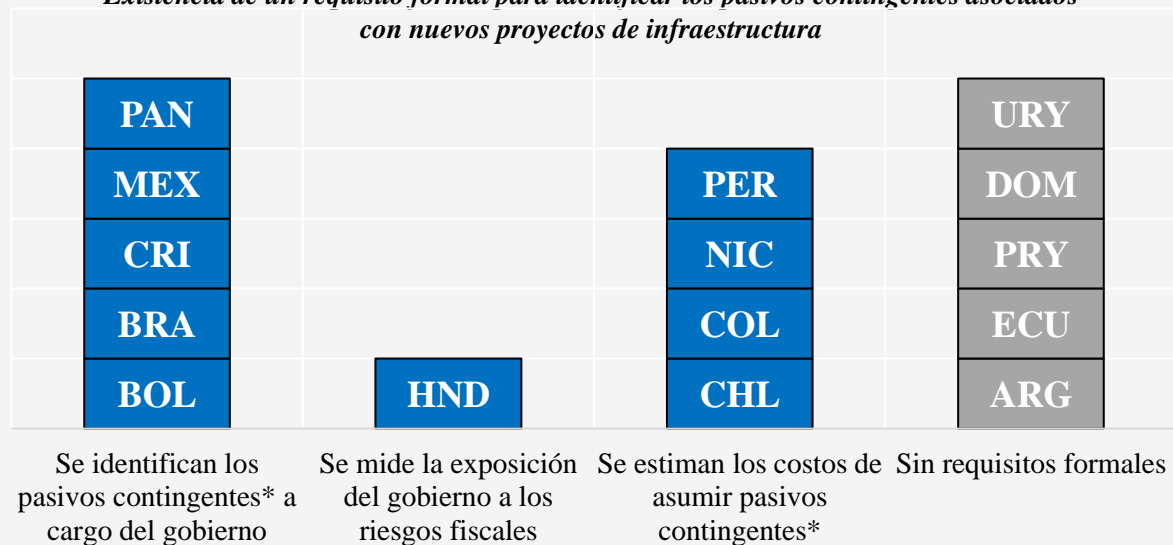 Existencia de un requisito formal para identificar los pasivos contingentes asociados
con nuevos proyectos de infraestructura
PAN
MEX
CRI
BRA
BOL
HND
PER
NIC
COL
CHL
URY
DOM
PRY
ECU
ARG
Se identifican los
pasivos contingentes* a
cargo del gobierno
Se mide la exposición
del gobierno a los
riesgos fiscales
Se estiman los costos de
asumir pasivos
contingentes*
Sin requisitos formales